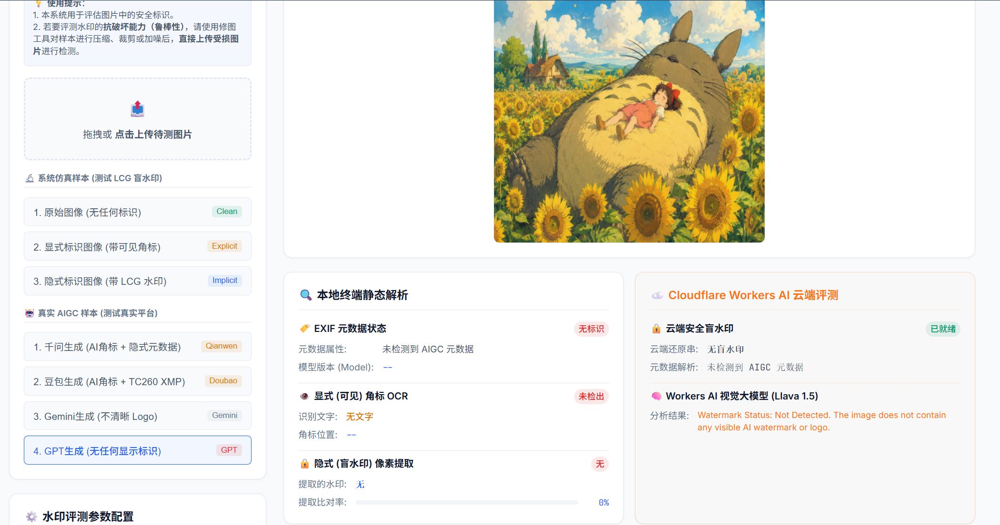 💡 使用提示：
1. 本系统用于评估图片中的安全标识。
2. 若要评测水印的抗破坏能力（鲁棒性），请使用修图
工具对样本进行压缩、裁剪或加噪后，直接上传受损图
片进行检测。
拖拽或 点击上传待测图片
系统仿真样本 (测试 LCG 盲水印)
1. 原始图像 (无任何标识)
Clean
2. 显式标识图像 (带可见角标)
Explicit
3. 隐式标识图像 (带 LCG 水印)
Implicit
真实 AIGC 样本 (测试真实平台)
1. 千问生成 (AI角标 + 隐式元数据)
Qianwen
2. 豆包生成 (AI角标 + TC260 XMP)
Doubao
3. Gemini生成 (不清晰 Logo)
Gemini
4. GPT生成 (无任何显示标识)
GPT
水印评测参数配置
本地终端静态解析
EXIF 元数据状态
无标识
元数据属性: 未检测到 AIGC 元数据
模型版本 (Model): --
显式 (可见) 角标 OCR
未检出
识别文字: 无文字
角标位置: --
隐式 (盲水印) 像素提取
无
提取的水印: 无
提取比对率: 0%
Cloudflare Workers AI 云端评测
云端安全盲水印
已就绪
云端还原串: 无盲水印
元数据解析: 未检测到 AIGC 元数据
Workers AI 视觉大模型 (Llava 1.5)
分析结果: Watermark Status: Not Detected. The image does not contain
any visible AI watermark or logo.